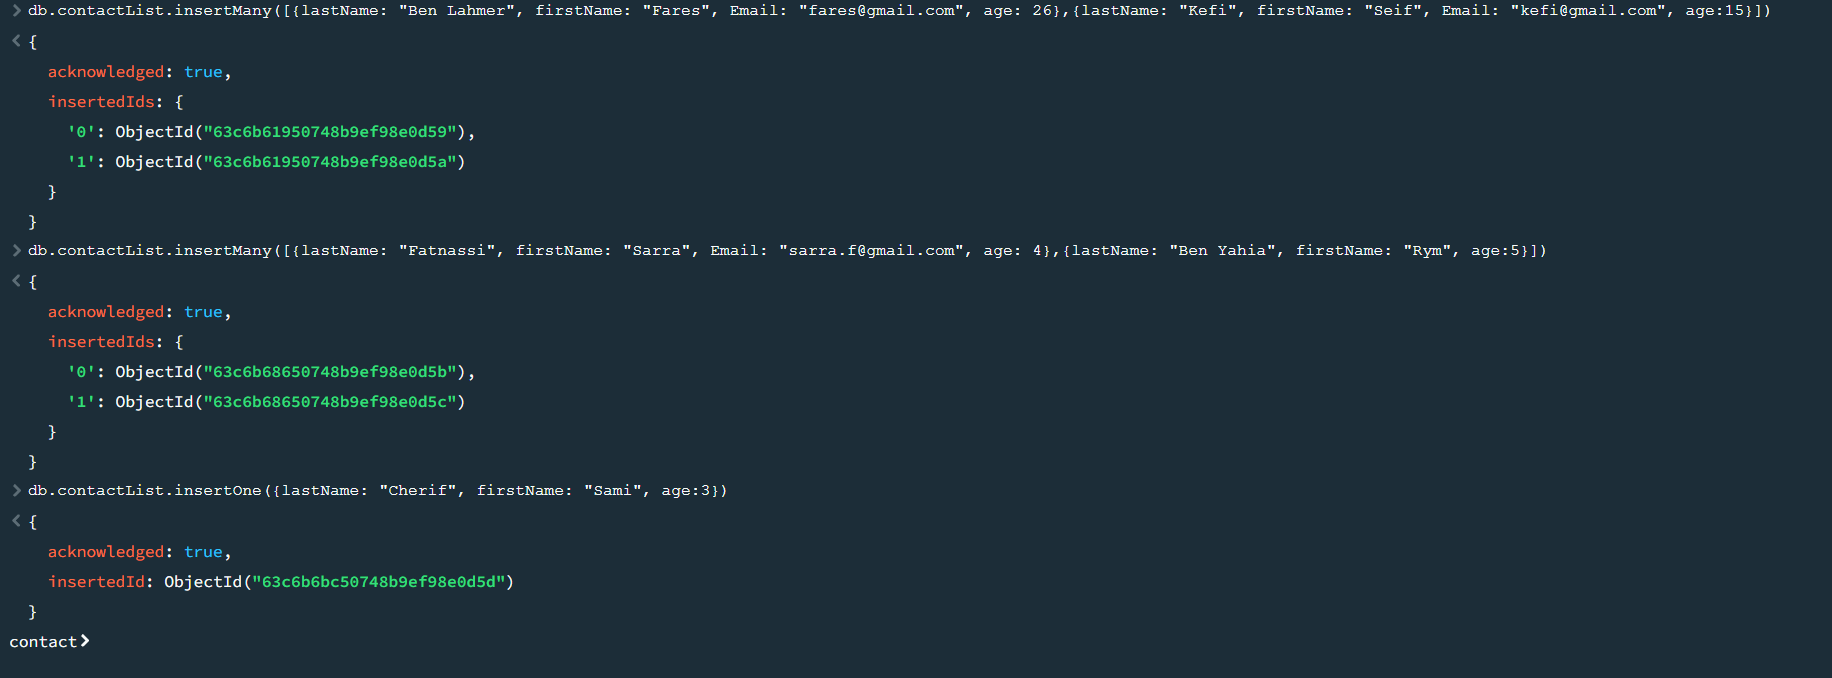 > db.contactList.insertMany([{lastName: "Ben Lahmer", firstName: "Fares", Email: "fares@gmail.com", age: 26},{lastName: "Kefi", firstName: "Seif", Email: "kefi@gmail.com", age:15}])
< {
acknowledged: true,
insertedIds: {
'0': ObjectId("63c6b61950748b9ef98e0d59"),
'1': ObjectId("63c6b61950748b9ef98e0d5a")
}
}
> db.contactList.insertMany([{lastName: "Fatnassi", firstName: "Sarra", Email: "sarra.f@gmail.com", age: 4},{lastName: "Ben Yahia", firstName: "Rym", age:5}])
< {
acknowledged: true,
insertedIds: {
'0': ObjectId("63c6b68650748b9ef98e0d5b"),
'1': ObjectId("63c6b68650748b9ef98e0d5c")
}
}
> db.contactList.insertOne({lastName: "Cherif", firstName: "Sami", age:3})
< {
acknowledged: true,
insertedId: ObjectId("63c6b6bc50748b9ef98e0d5d")
}
contact>